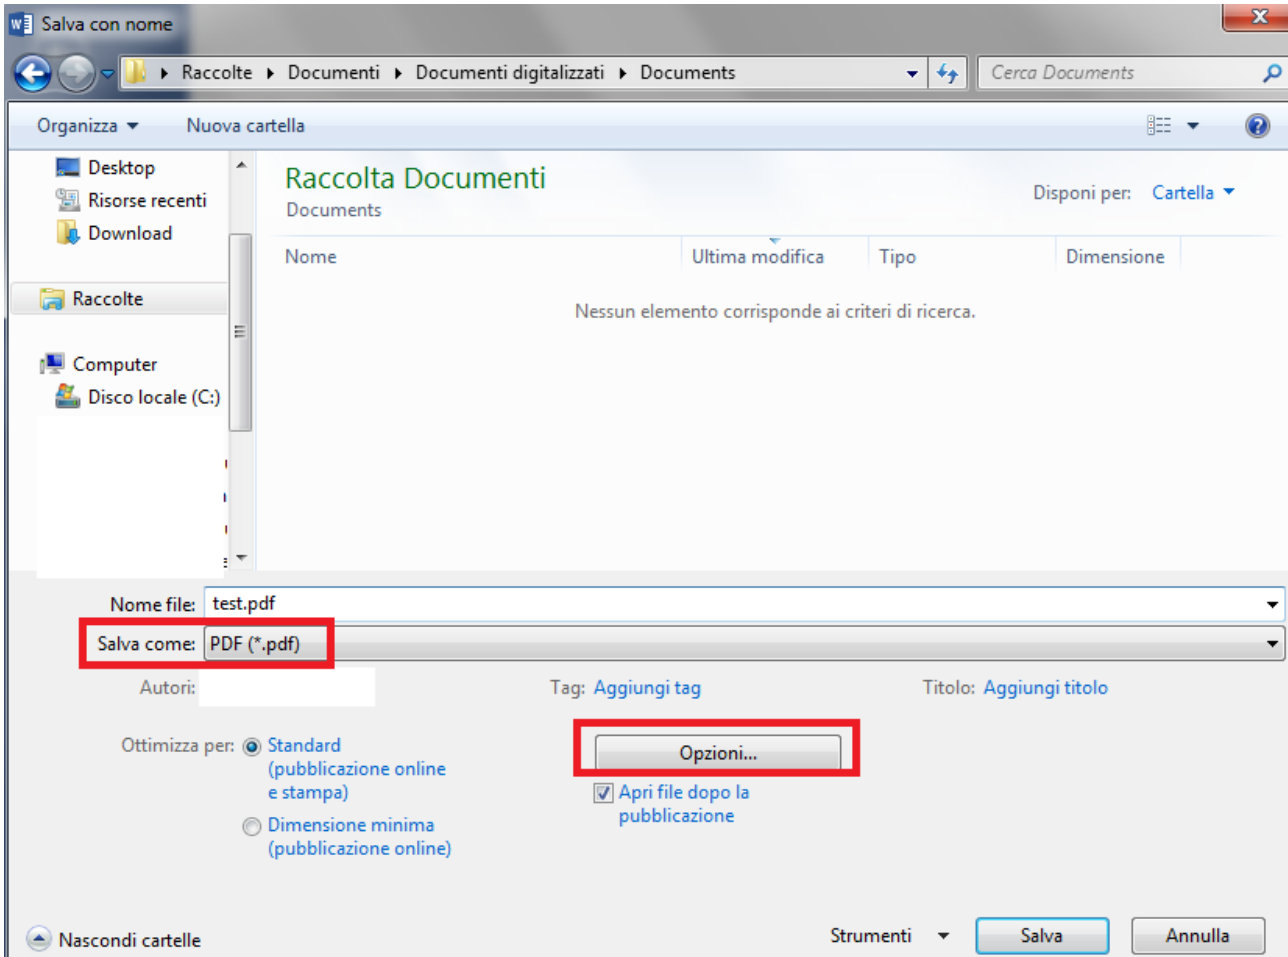 Salva con nome
Raccolte Documenti Documenti digitalizzati Documents Cerca Documents
Organizza Nuova cartella
Desktop
Risorse recenti
Download
Raccolte
Computer
Disco locale (C:)
Raccolta Documenti
Documents
Disponi per: Cartella
Nome Ultima modifica Tipo Dimensione
Nessun elemento corrisponde ai criteri di ricerca.
Nome file: test.pdf
Salva come: PDF (*.pdf)
Autori: Tag: Aggiungi tag Titolo: Aggiungi titolo
Ottimizza per: Standard
(pubblicazione online
e stampa)
Dimensione minima
(pubblicazione online)
Opzioni...
Apri file dopo la
pubblicazione
Nascondi cartelle Strumenti Salva Annulla